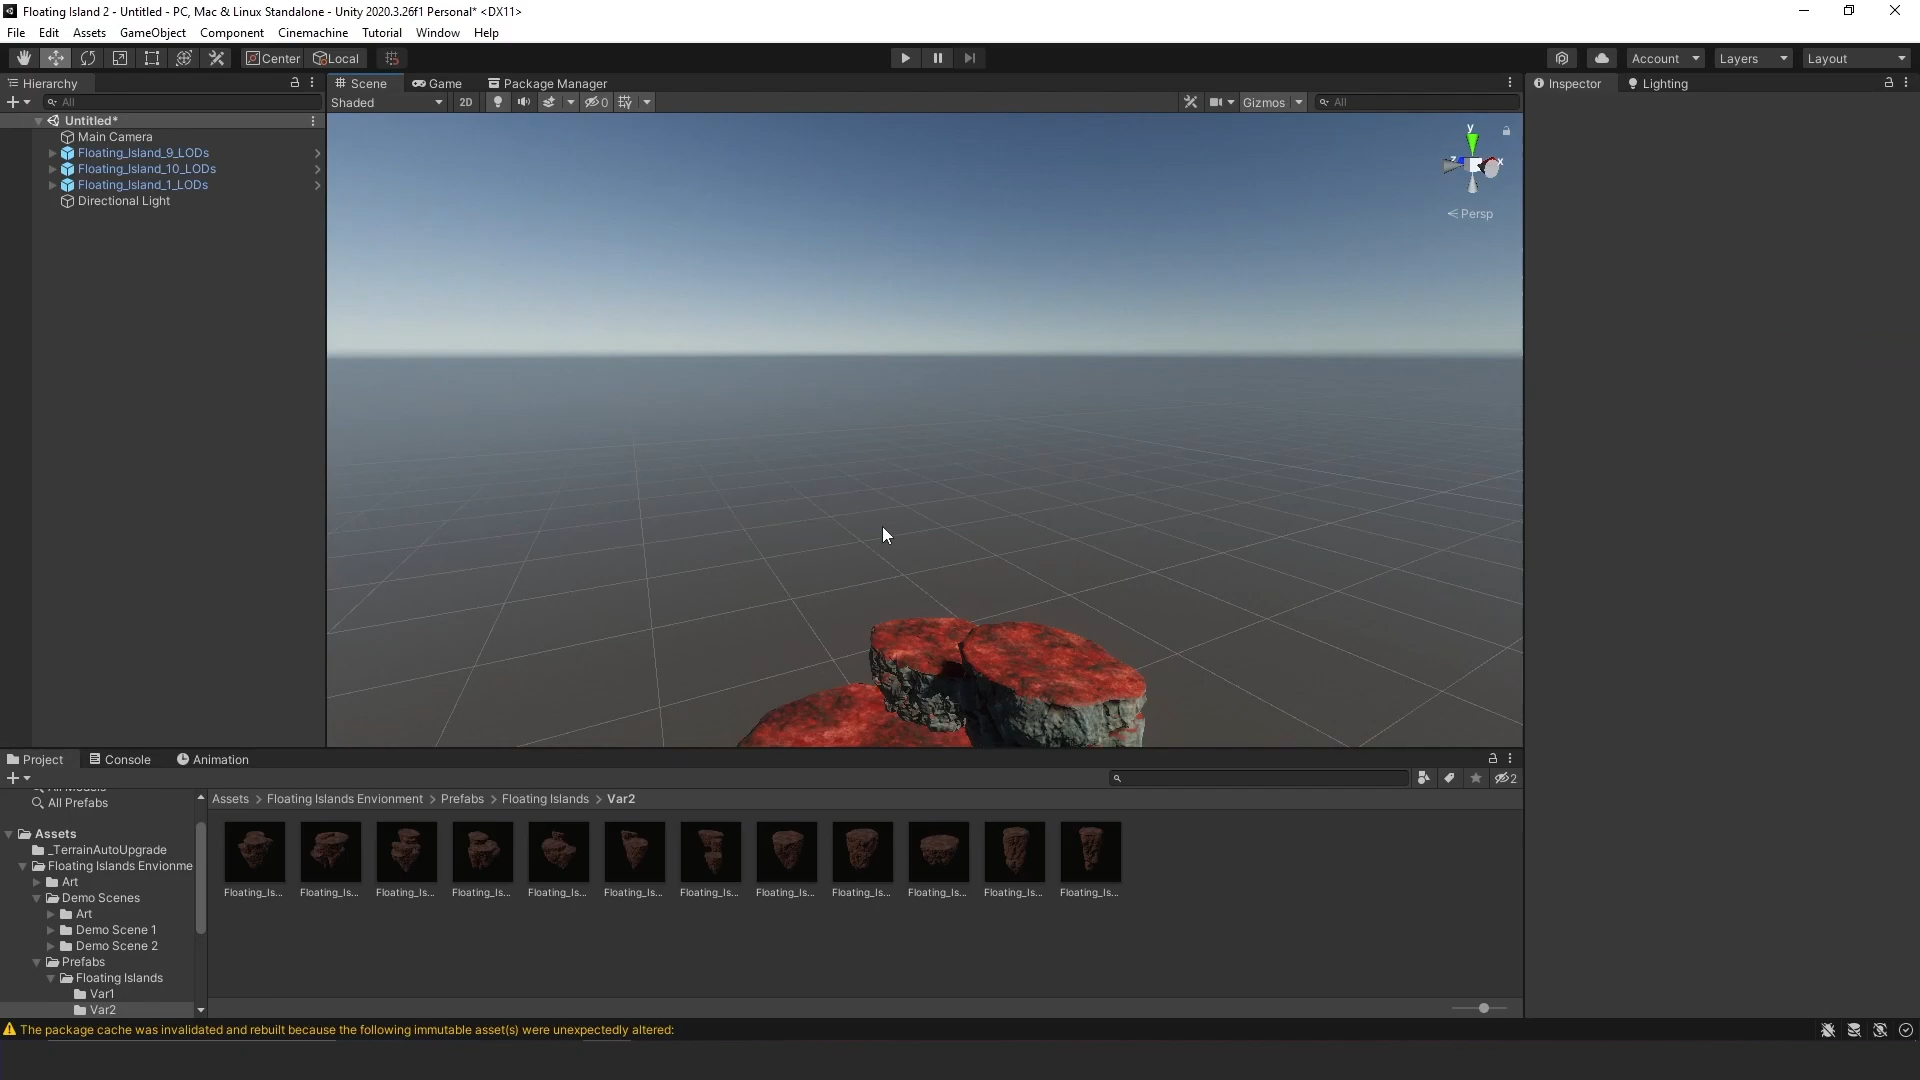 Floating Island 2 - Untitled - PC, Mac & Linux Standalone - Unity 2020.3.26f1 Personal* <DX11>
File Edit Assets GameObject Component Cinemachine Tutorial Window Help
Center Local Account Layers Layout
Hierarchy Scene Game Package Manager Inspector Lighting
All Shaded 2D 0 Gizmos All
Untitled*
Main Camera
Floating_Island_9_LODs
Floating_Island_10_LODs
Floating_Island_1_LODs
Directional Light
y
z x
Persp
Project Console Animation
2
All Models
All Prefabs
Assets > Floating Islands Envionment > Prefabs > Floating Islands > Var2
Assets
_TerrainAutoUpgrade
Floating Islands Envionme
Art
Demo Scenes
Art
Demo Scene 1
Demo Scene 2
Prefabs
Floating Islands
Var1
Var2
Floating_Is... Floating_Is... Floating_Is... Floating_Is... Floating_Is... Floating_Is... Floating_Is... Floating_Is... Floating_Is... Floating_Is... Floating_Is... Floating_Is...
The package cache was invalidated and rebuilt because the following immutable asset(s) were unexpectedly altered: